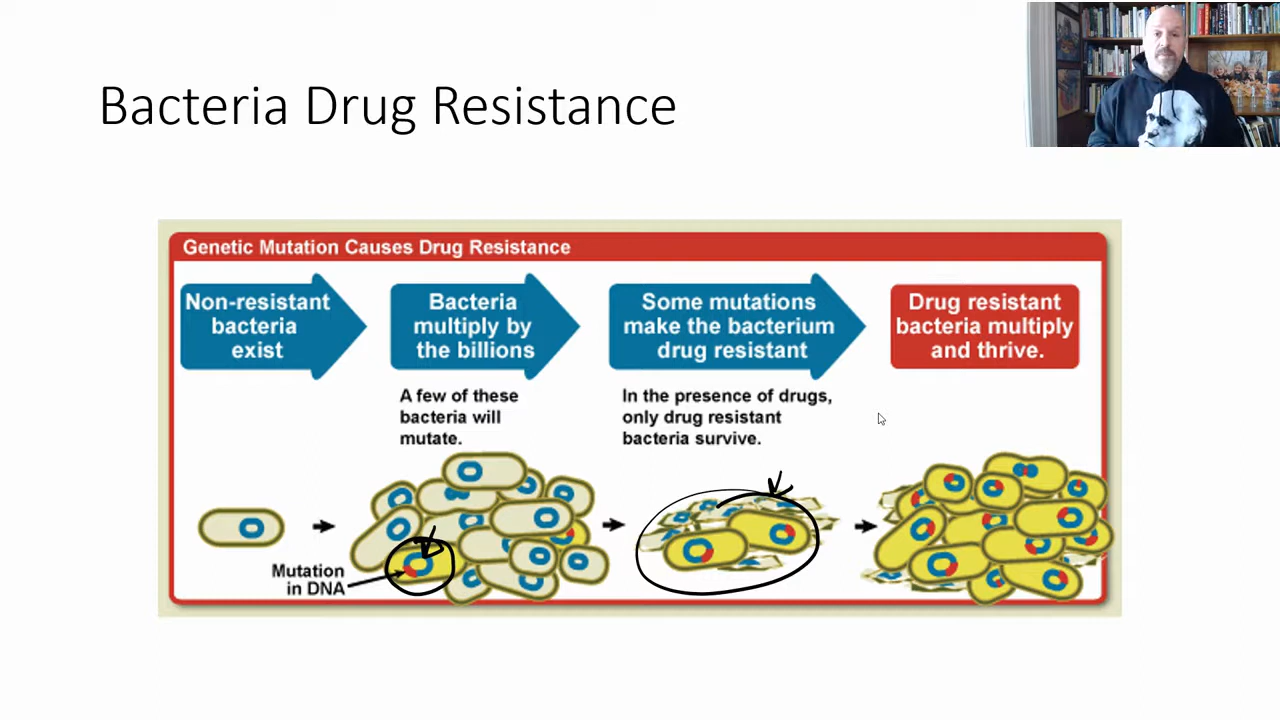 Bacteria Drug Resistance
Genetic Mutation Causes Drug Resistance
Non-resistant
bacteria
exist
Bacteria
multiply by
the billions
Some mutations
make the bacterium
drug resistant
Drug resistant
bacteria multiply
and thrive.
A few of these
bacteria will
mutate.
In the presence of drugs,
only drug resistant
bacteria survive.
Mutation
in DNA